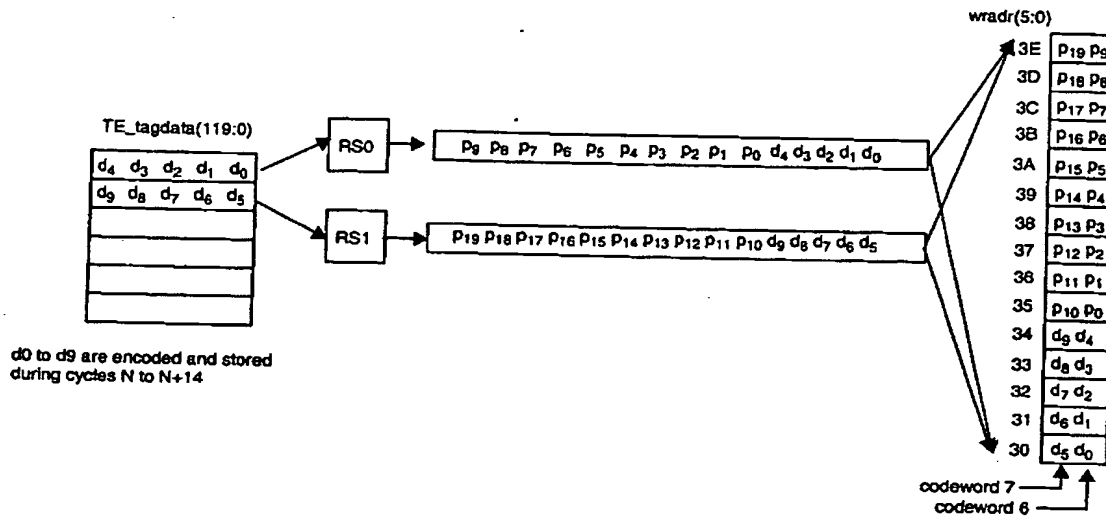 wradr(5:0)
3E p19 p9
3D p18 p8
3C p17 p7
3B p16 p6
3A p15 p5
39 p14 p4
38 p13 p3
37 p12 p2
36 p11 p1
35 p10 p0
34 d9 d4
33 d8 d3
32 d7 d2
31 d6 d1
30 d5 d0
codeword 7
codeword 6
TE_tagdata(119:0)
d4 d3 d2 d1 d0
d9 d8 d7 d6 d5
RS0
p9 p8 p7 p6 p5 p4 p3 p2 p1 p0 d4 d3 d2 d1 d0
RS1
p19 p18 p17 p16 p15 p14 p13 p12 p11 p10 d9 d8 d7 d6 d5
d0 to d9 are encoded and stored
during cycles N to N+14